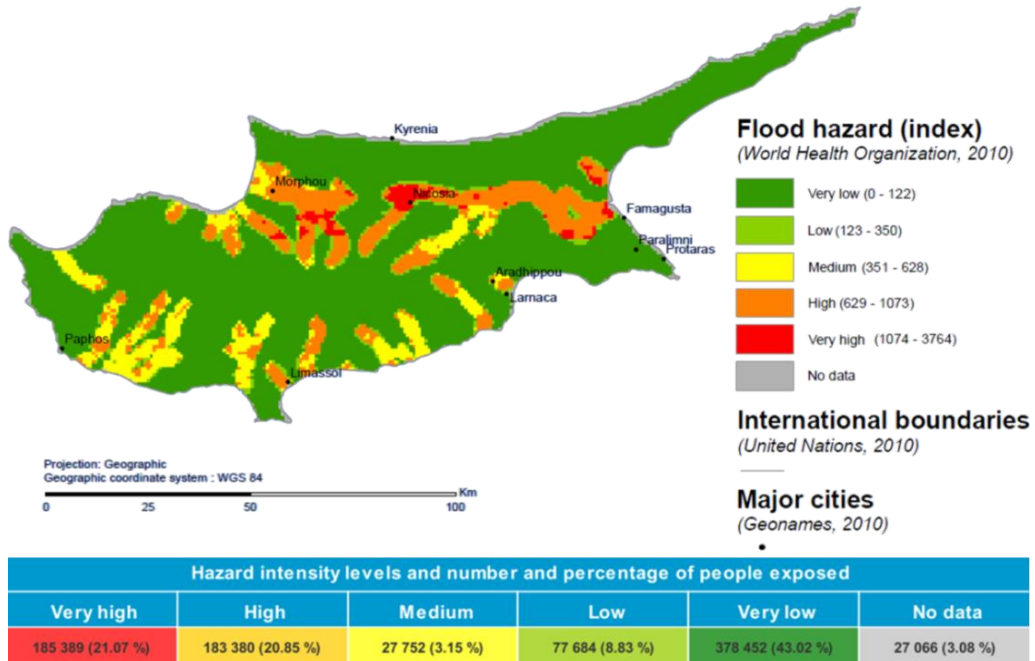 Kyrenia
Morphou
Nicosia
Famagusta
Paralimni
Protaras
Aradhippou
Larnaca
Paphos
Limassol
Flood hazard (index)
(World Health Organization, 2010)
Very low (0 - 122)
Low (123 - 350)
Medium (351 - 628)
High (629 - 1073)
Very high (1074 - 3764)
No data
International boundaries
(United Nations, 2010)
Major cities
(Geonames, 2010)
Projection: Geographic
Geographic coordinate system : WGS 84
Km
0 25 50 100
Hazard intensity levels and number and percentage of people exposed
Very high High Medium Low Very low No data
185 389 (21.07 %) 183 380 (20.85 %) 27 752 (3.15 %) 77 684 (8.83 %) 378 452 (43.02 %) 27 066 (3.08 %)